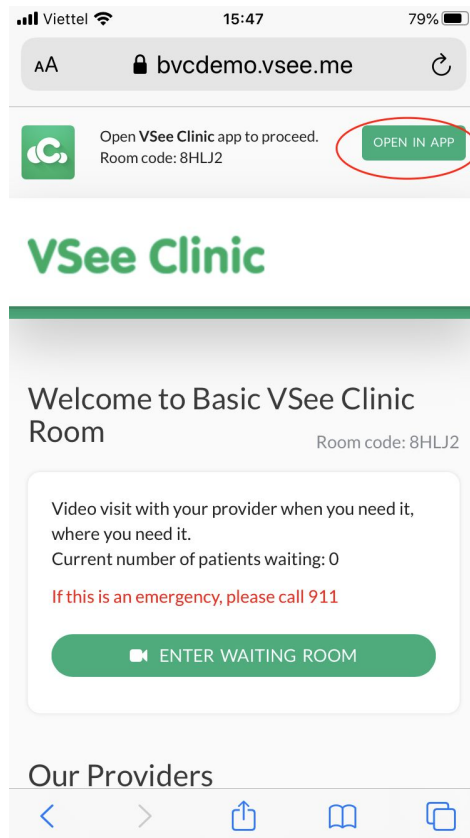 Viettel 15:47 79%
AA bvcdemo.vsee.me
Open VSee Clinic app to proceed.
Room code: 8HLJ2
OPEN IN APP
VSee Clinic
Welcome to Basic VSee Clinic
Room
Room code: 8HLJ2
Video visit with your provider when you need it,
where you need it.
Current number of patients waiting: 0
If this is an emergency, please call 911
ENTER WAITING ROOM
Our Providers